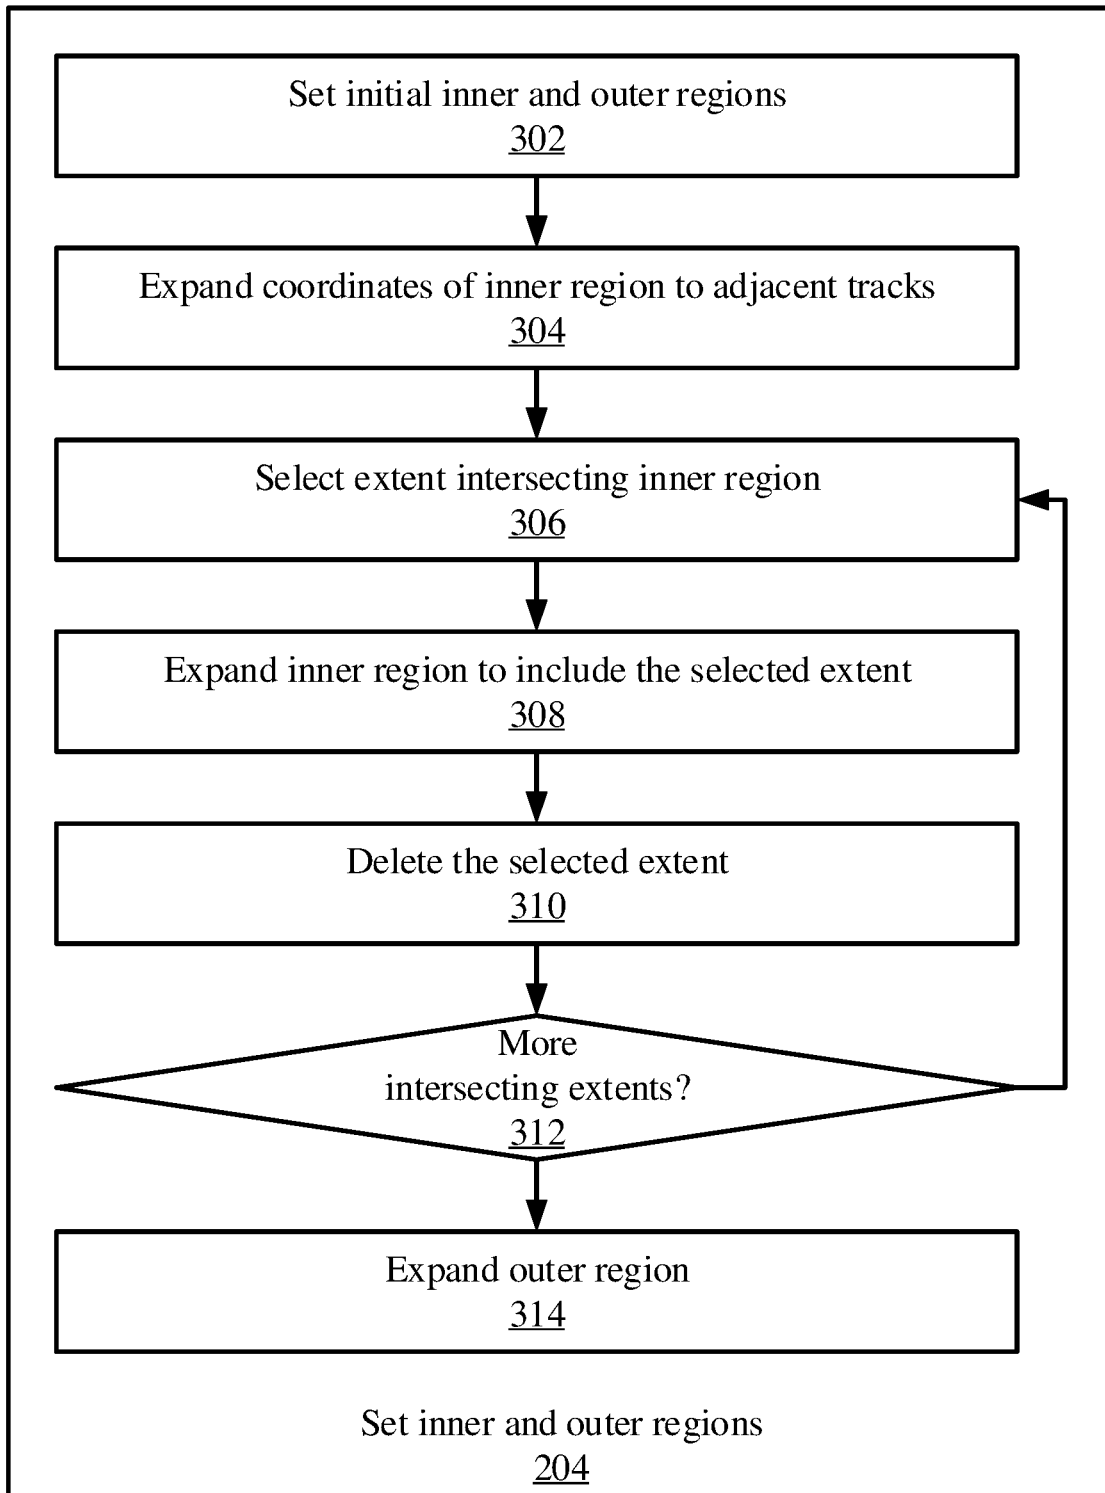 Set initial inner and outer regions
302
Expand coordinates of inner region to adjacent tracks
304
Select extent intersecting inner region
306
Expand inner region to include the selected extent
308
Delete the selected extent
310
More
intersecting extents?
312
Expand outer region
314
Set inner and outer regions
204